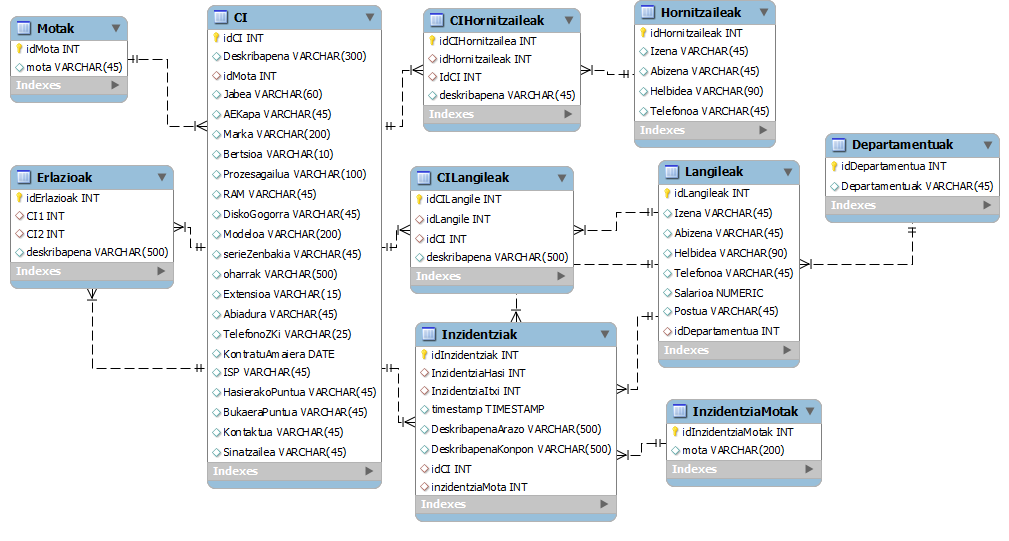 Motak
idMota INT
mota VARCHAR(45)
Indexes
CI
idCI INT
Deskribapena VARCHAR(300)
idMota INT
Jabea VARCHAR(60)
AEKapa VARCHAR(45)
Marka VARCHAR(200)
Bertsioa VARCHAR(10)
Prozesagailua VARCHAR(100)
RAM VARCHAR(45)
DiskoGogorra VARCHAR(45)
Modeloa VARCHAR(200)
serieZenbakia VARCHAR(45)
oharrak VARCHAR(500)
Extensioa VARCHAR(15)
Abiadura VARCHAR(45)
TelefonoZKi VARCHAR(25)
KontratuAmaiera DATE
ISP VARCHAR(45)
HasierakoPuntua VARCHAR(45)
BukaeraPuntua VARCHAR(45)
Kontaktua VARCHAR(45)
Sinatzailea VARCHAR(45)
Indexes
CIHornitzaileak
idCIHornitzailea INT
idHornitzaileak INT
IdCI INT
deskribapena VARCHAR(45)
Indexes
Hornitzaileak
idHornitzaileak INT
Izena VARCHAR(45)
Abizena VARCHAR(45)
Helbidea VARCHAR(90)
Telefonoa VARCHAR(45)
Indexes
Erlazioak
idErlazioak INT
CI1 INT
CI2 INT
deskribapena VARCHAR(500)
Indexes
CILangileak
idCILangile INT
idLangile INT
idCI INT
deskribapena VARCHAR(500)
Indexes
Langileak
idLangileak INT
Izena VARCHAR(45)
Abizena VARCHAR(45)
Helbidea VARCHAR(90)
Telefonoa VARCHAR(45)
Salarioa NUMERIC
Postua VARCHAR(45)
idDepartamentua INT
Indexes
Departamentuak
idDepartamentua INT
Departamentuak VARCHAR(45)
Indexes
Inzidentziak
idInzidentziak INT
InzidentziaHasi INT
InzidentziaItxi INT
timestamp TIMESTAMP
DeskribapenaArazo VARCHAR(500)
DeskribapenaKonpon VARCHAR(500)
idCI INT
inzidentziaMota INT
Indexes
InzidentziaMotak
idInzidentziaMotak INT
mota VARCHAR(200)
Indexes